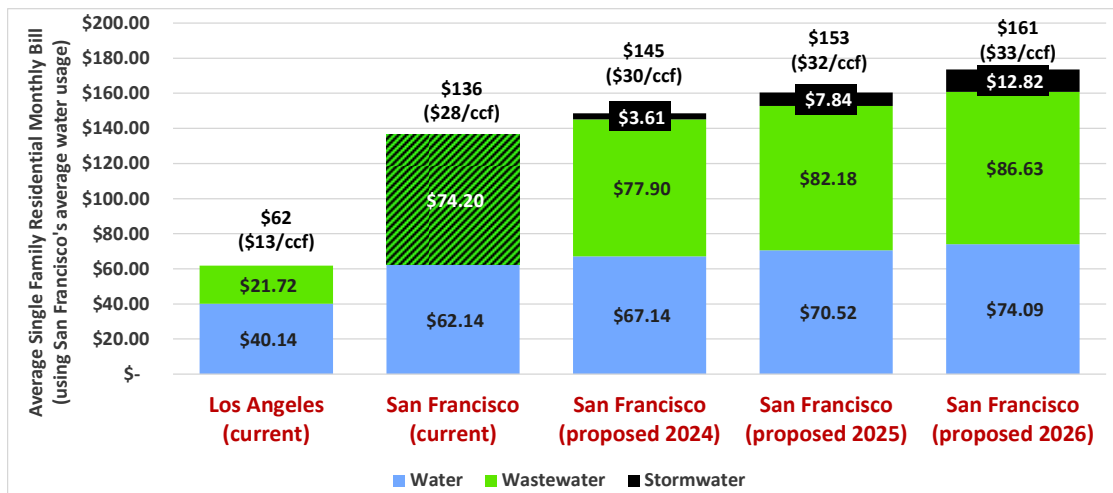 Average Single Family Residential Monthly Bill
(using San Francisco's average water usage)
$200.00
$180.00
$160.00
$140.00
$120.00
$100.00
$80.00
$60.00
$40.00
$20.00
$-
$62
($13/ccf)
$21.72
$40.14
$136
($28/ccf)
$74.20
$62.14
$145
($30/ccf)
$3.61
$77.90
$67.14
$153
($32/ccf)
$7.84
$82.18
$70.52
$161
($33/ccf)
$12.82
$86.63
$74.09
Los Angeles
(current)
San Francisco
(current)
San Francisco
(proposed 2024)
San Francisco
(proposed 2025)
San Francisco
(proposed 2026)
Water
Wastewater
Stormwater